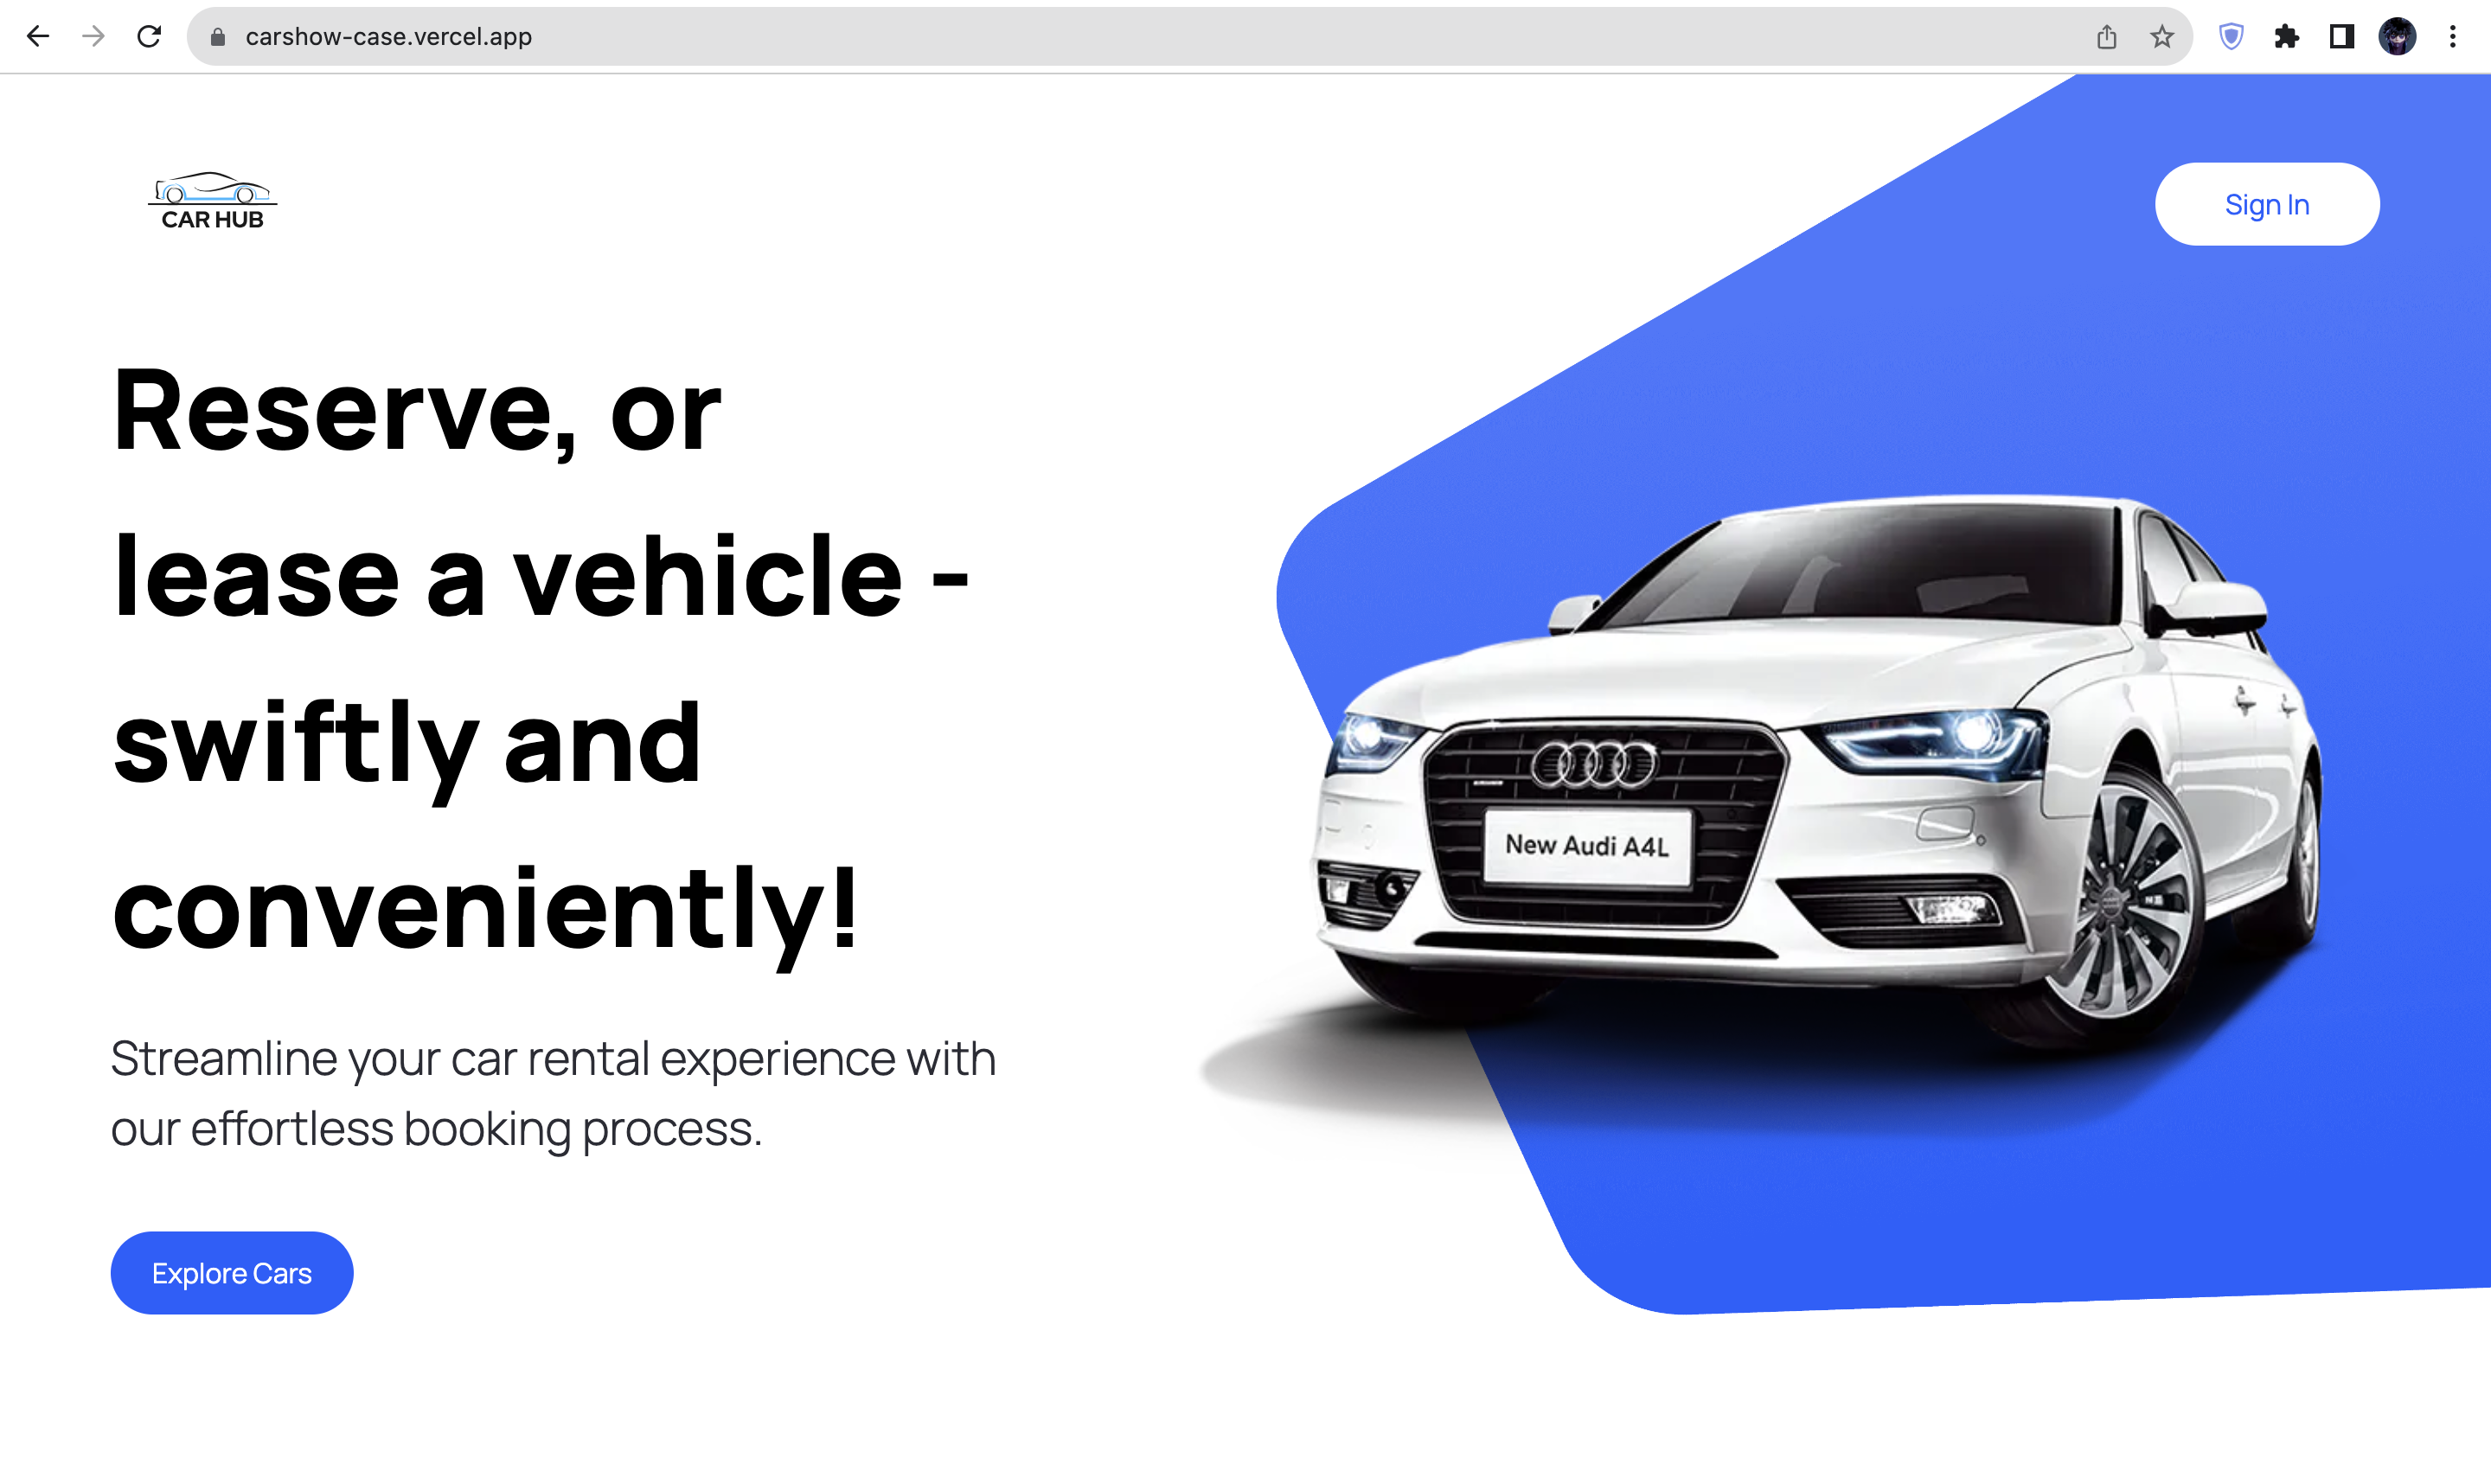 carshow-case.vercel.app
CAR HUB
Sign In
Reserve, or
lease a vehicle -
swiftly and
conveniently!
New Audi A4L
Streamline your car rental experience with
our effortless booking process.
Explore Cars